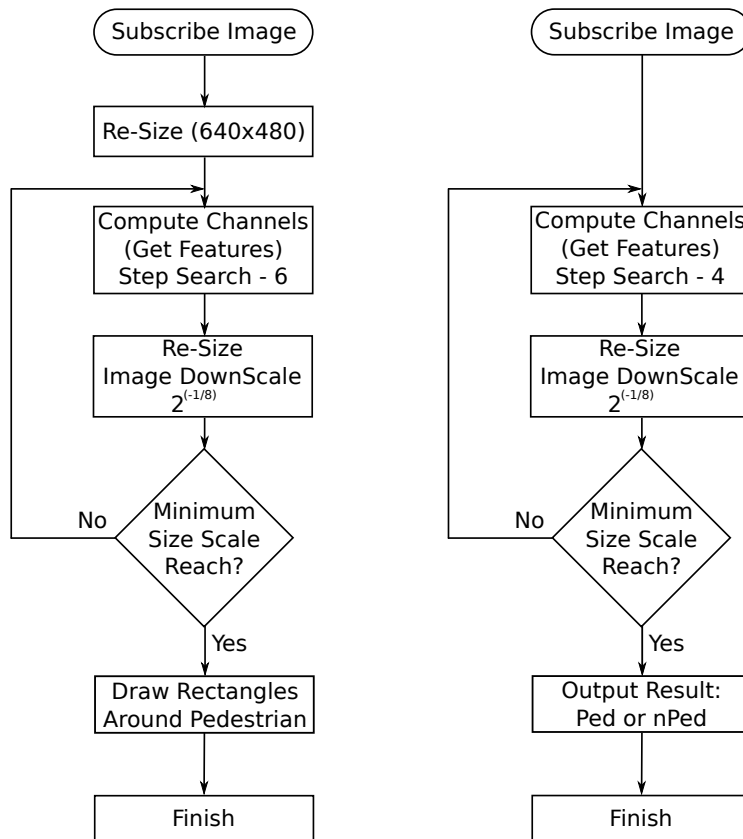 Subscribe Image
Re-Size (640x480)
Compute Channels
(Get Features)
Step Search - 6
Re-Size
Image DownScale
2^(-1/8)
Minimum
Size Scale
Reach?
No
Yes
Draw Rectangles
Around Pedestrian
Finish
Subscribe Image
Compute Channels
(Get Features)
Step Search - 4
Re-Size
Image DownScale
2^(-1/8)
Minimum
Size Scale
Reach?
No
Yes
Output Result:
Ped or nPed
Finish